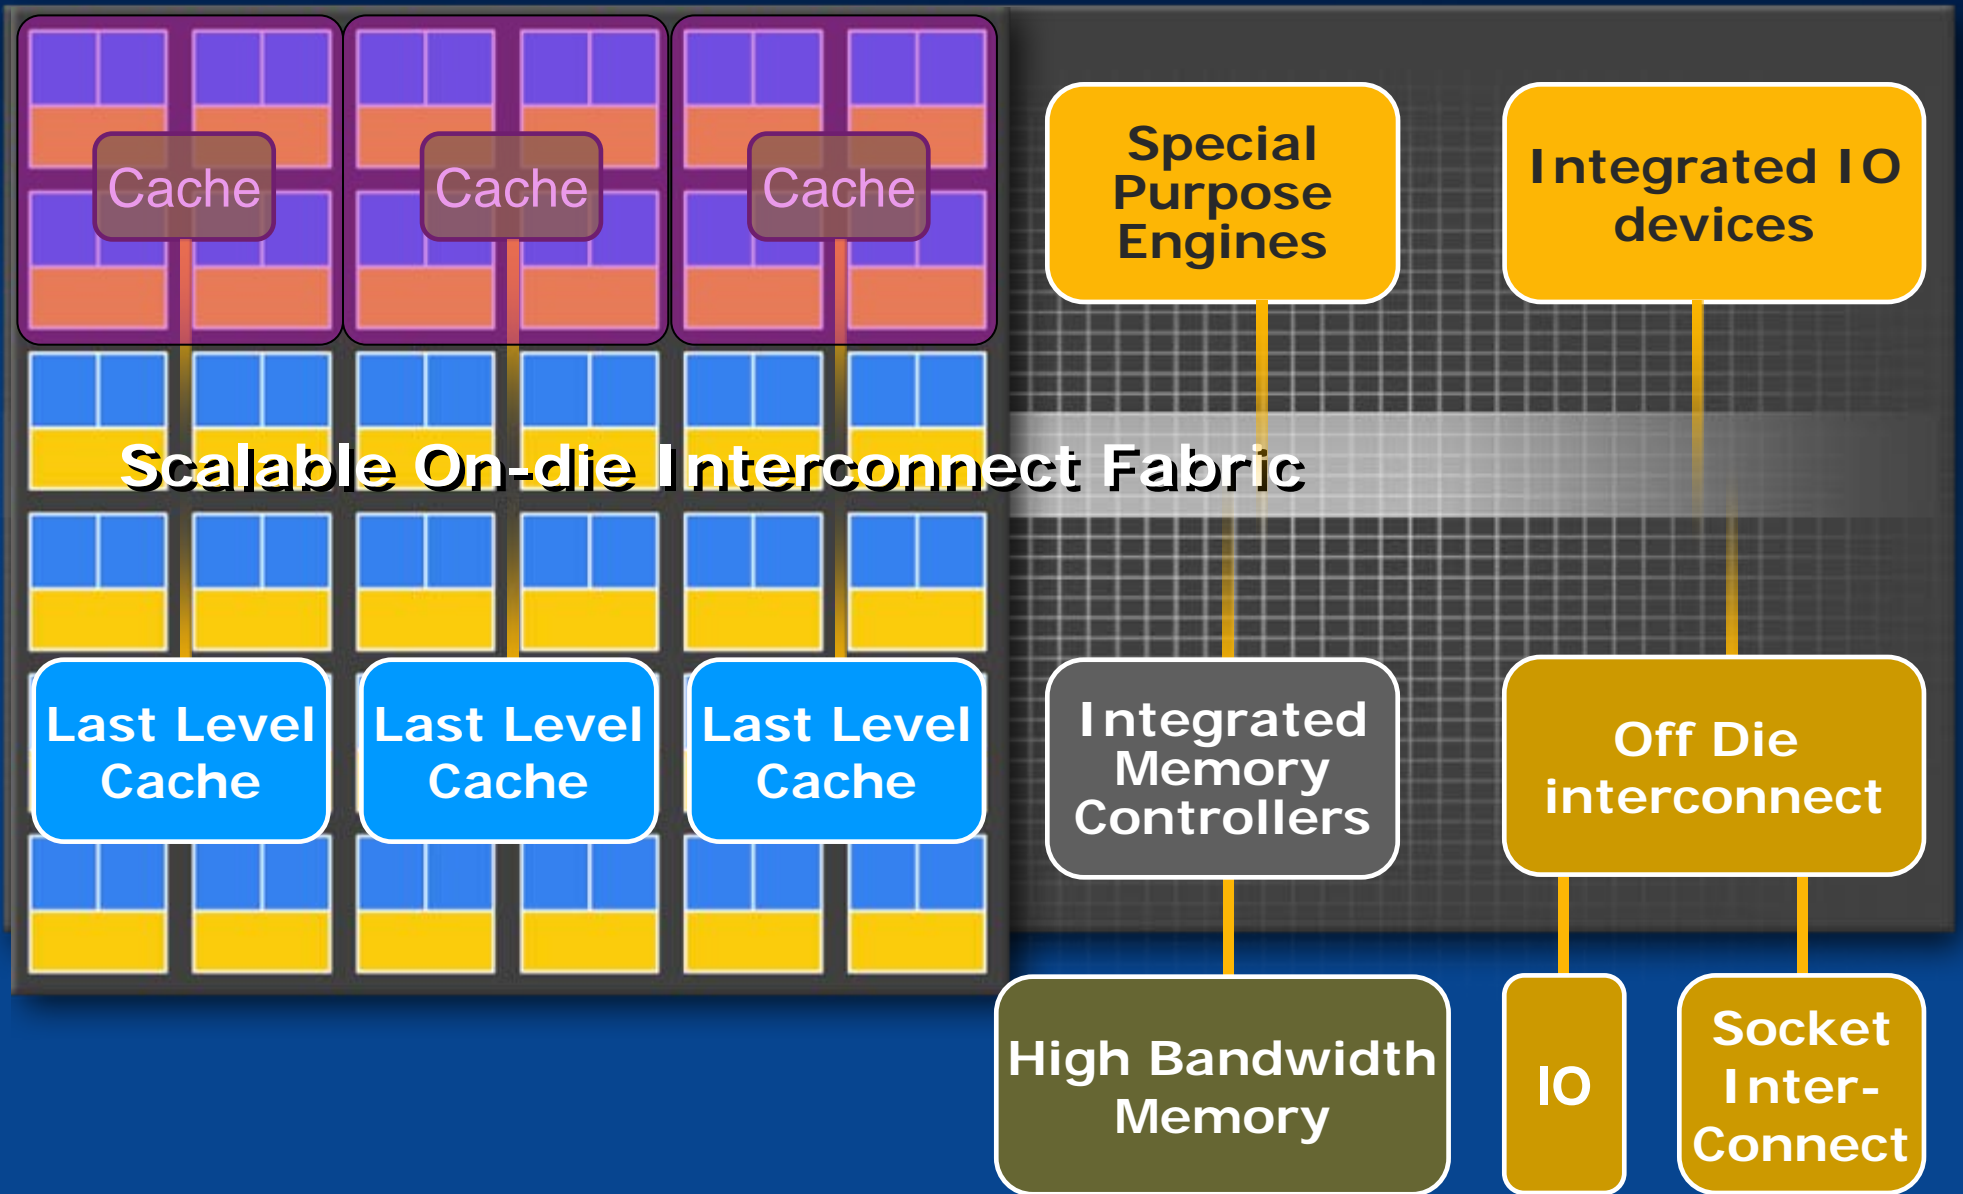 Cache
Cache
Cache
Special
Purpose
Engines
Integrated IO
devices
Scalable On-die Interconnect Fabric
Last Level
Cache
Last Level
Cache
Last Level
Cache
Integrated
Memory
Controllers
Off Die
interconnect
High Bandwidth
Memory
IO
Socket
Inter-
Connect